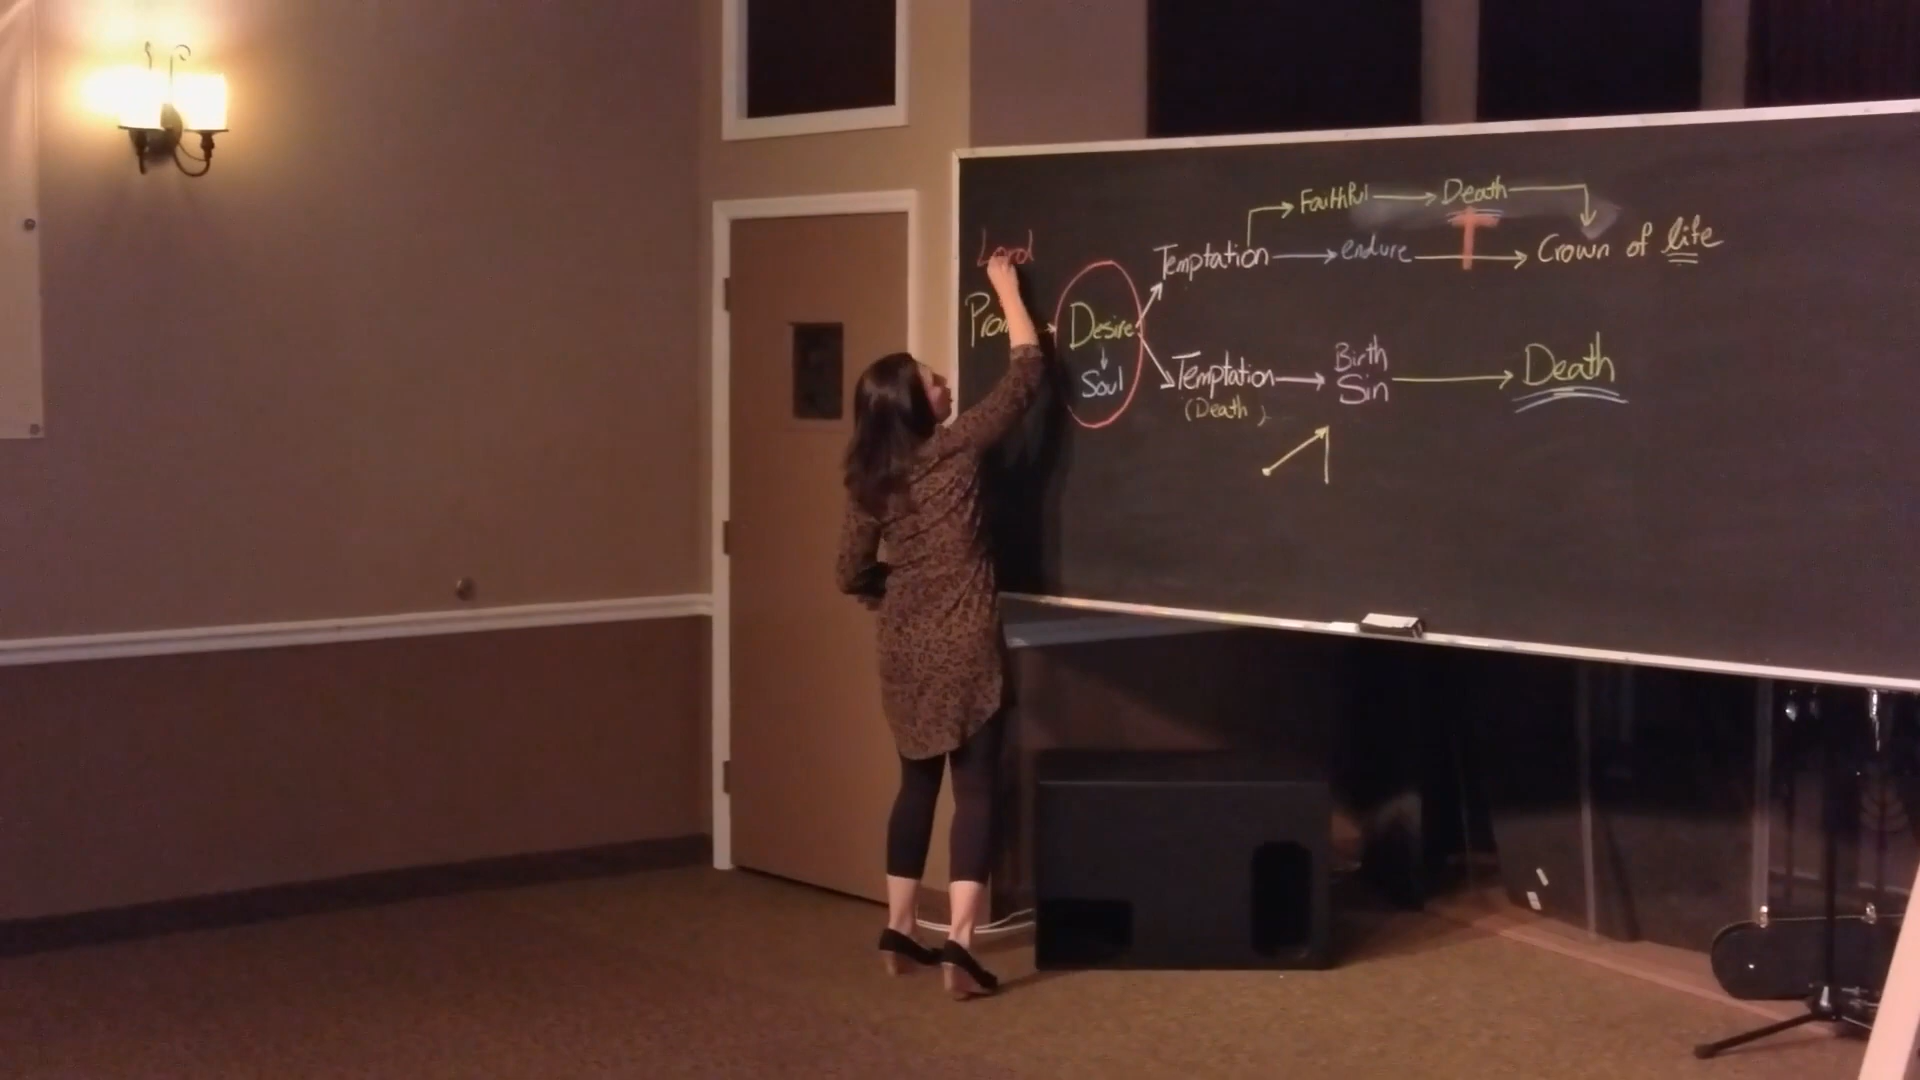 Faithful Death
Lord Temptation endure Crown of life
Desire
Soul Temptation Birth Sin Death
(Death)